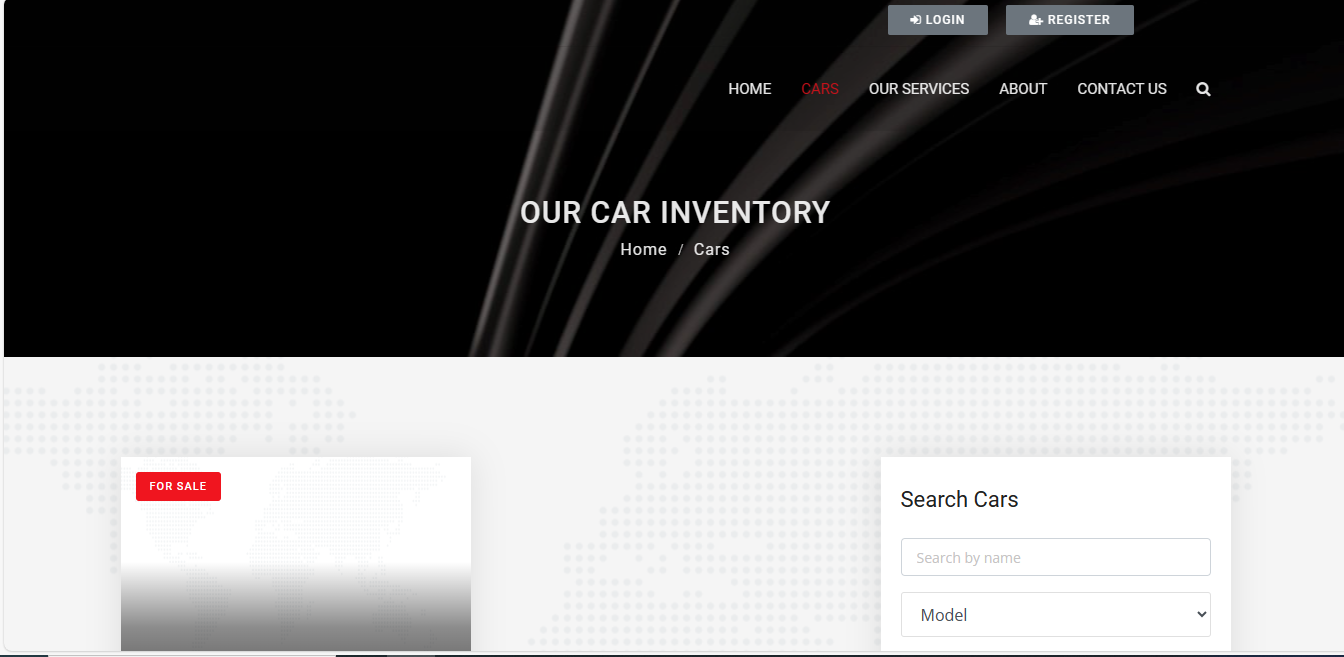 LOGIN REGISTER
HOME CARS OUR SERVICES ABOUT CONTACT US
OUR CAR INVENTORY
Home / Cars
FOR SALE
Search Cars
Search by name
Model